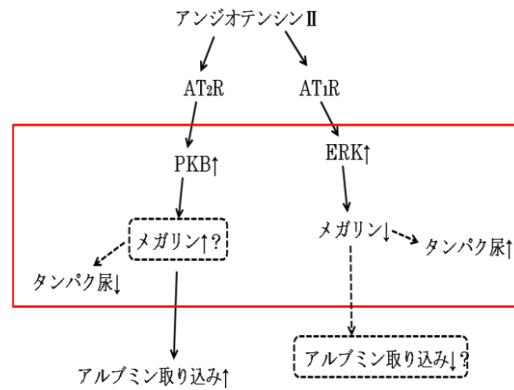 アンジオテンシンⅡ
AT₂R
AT₁R
PKB↑
ERK↑
メガリン↑?
メガリン↓
タンパク尿↑
タンパク尿↓
アルブミン取り込み↓?
アルブミン取り込み↑